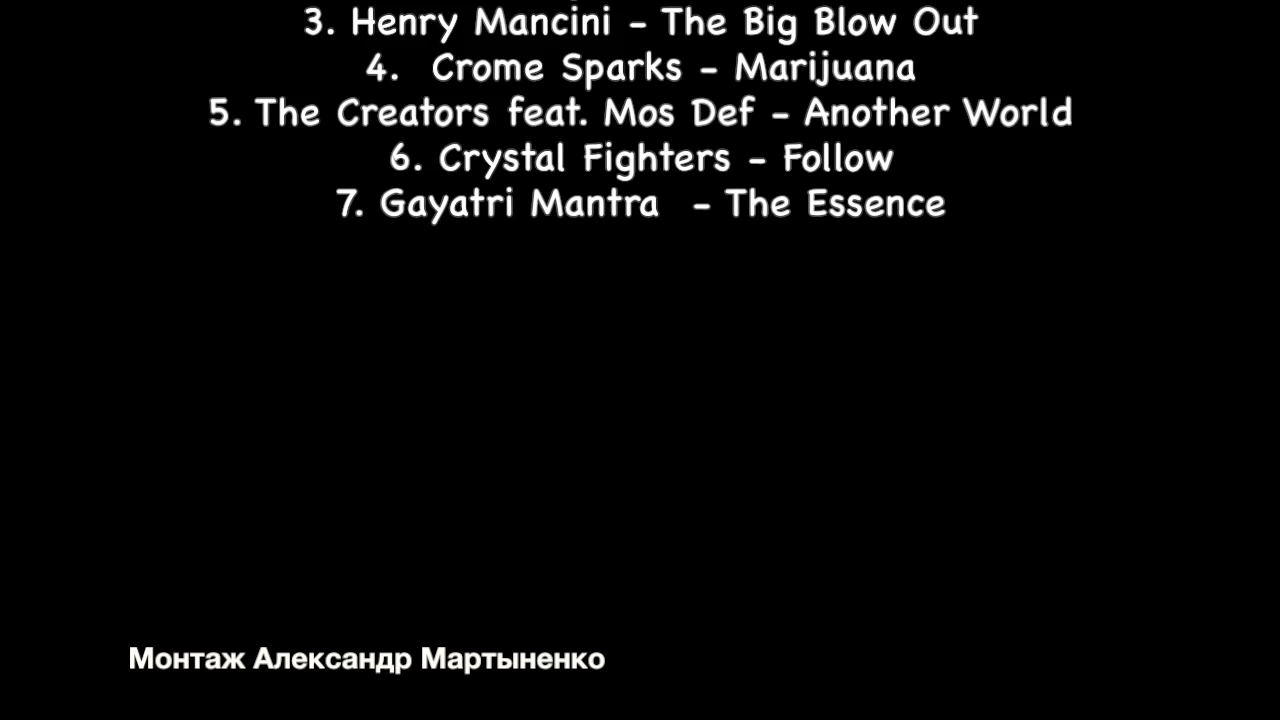 3. Henry Mancini - The Big Blow Out
4. Crome Sparks - Marijuana
5. The Creators feat. Mos Def - Another World
6. Crystal Fighters - Follow
7. Gayatri Mantra - The Essence
Монтаж Александр Мартыненко